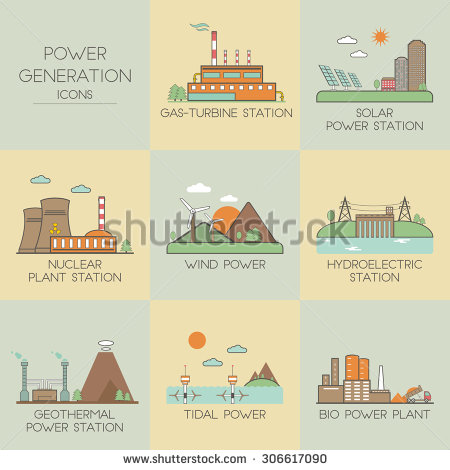 POWER
GENERATION
ICONS
GAS-TURBINE STATION
SOLAR
POWER STATION
NUCLEAR
PLANT STATION
WIND POWER
HYDROELECTRIC
STATION
shutterstock
GEOTHERMAL
POWER STATION
TIDAL POWER
BIO POWER PLANT
www.shutterstock.com · 306617090